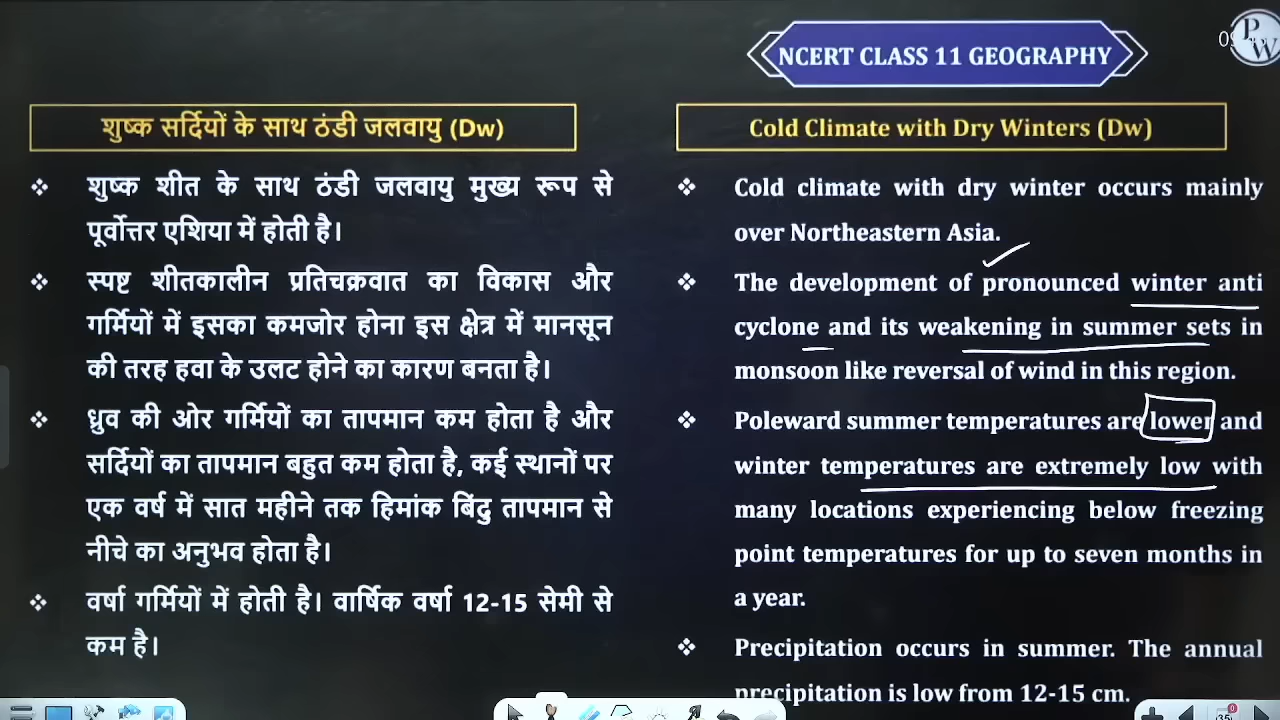 NCERT CLASS 11 GEOGRAPHY
PW
शुष्क सर्दियों के साथ ठंडी जलवायु (Dw)
❖ शुष्क शीत के साथ ठंडी जलवायु मुख्य रूप से
पूर्वोत्तर एशिया में होती है।
❖ स्पष्ट शीतकालीन प्रतिचक्रवात का विकास और
गर्मियों में इसका कमजोर होना इस क्षेत्र में मानसून
की तरह हवा के उलट होने का कारण बनता है।
❖ ध्रुव की ओर गर्मियों का तापमान कम होता है और
सर्दियों का तापमान बहुत कम होता है, कई स्थानों पर
एक वर्ष में सात महीने तक हिमांक बिंदु तापमान से
नीचे का अनुभव होता है।
❖ वर्षा गर्मियों में होती है। वार्षिक वर्षा 12-15 सेमी से
कम है।
Cold Climate with Dry Winters (Dw)
❖ Cold climate with dry winter occurs mainly
over Northeastern Asia.
❖ The development of pronounced winter anti
cyclone and its weakening in summer sets in
monsoon like reversal of wind in this region.
❖ Poleward summer temperatures are lower and
winter temperatures are extremely low with
many locations experiencing below freezing
point temperatures for up to seven months in
a year.
❖ Precipitation occurs in summer. The annual
precipitation is low from 12-15 cm.